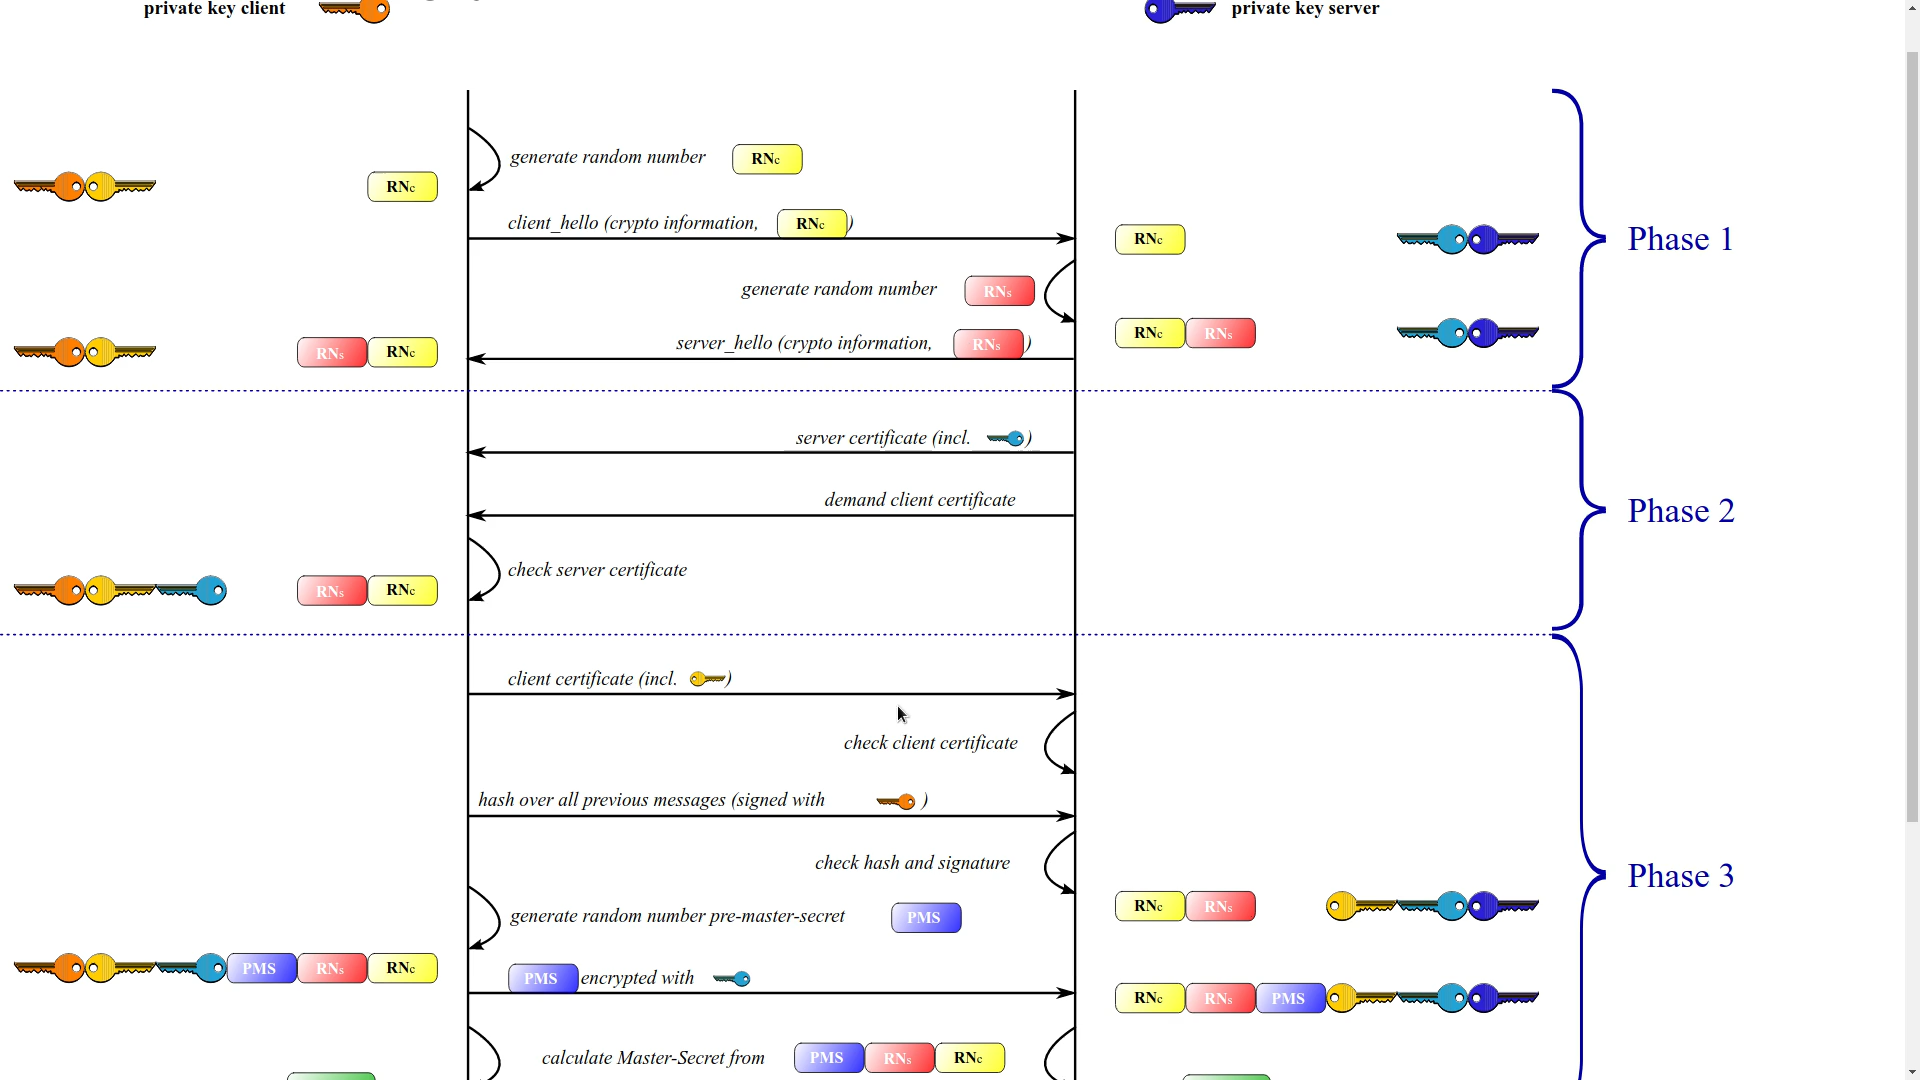 private key client
private key server
generate random number RNc
RNc
client_hello (crypto information, RNc )
RNc
Phase 1
generate random number RNs
RNc RNs
server_hello (crypto information, RNs )
RNs RNc
server certificate (incl. )
demand client certificate
Phase 2
check server certificate
RNs RNc
client certificate (incl. )
check client certificate
hash over all previous messages (signed with )
check hash and signature
Phase 3
RNc RNs
generate random number pre-master-secret PMS
PMS RNs RNc
PMS encrypted with
RNc RNs PMS
calculate Master-Secret from PMS RNs RNc